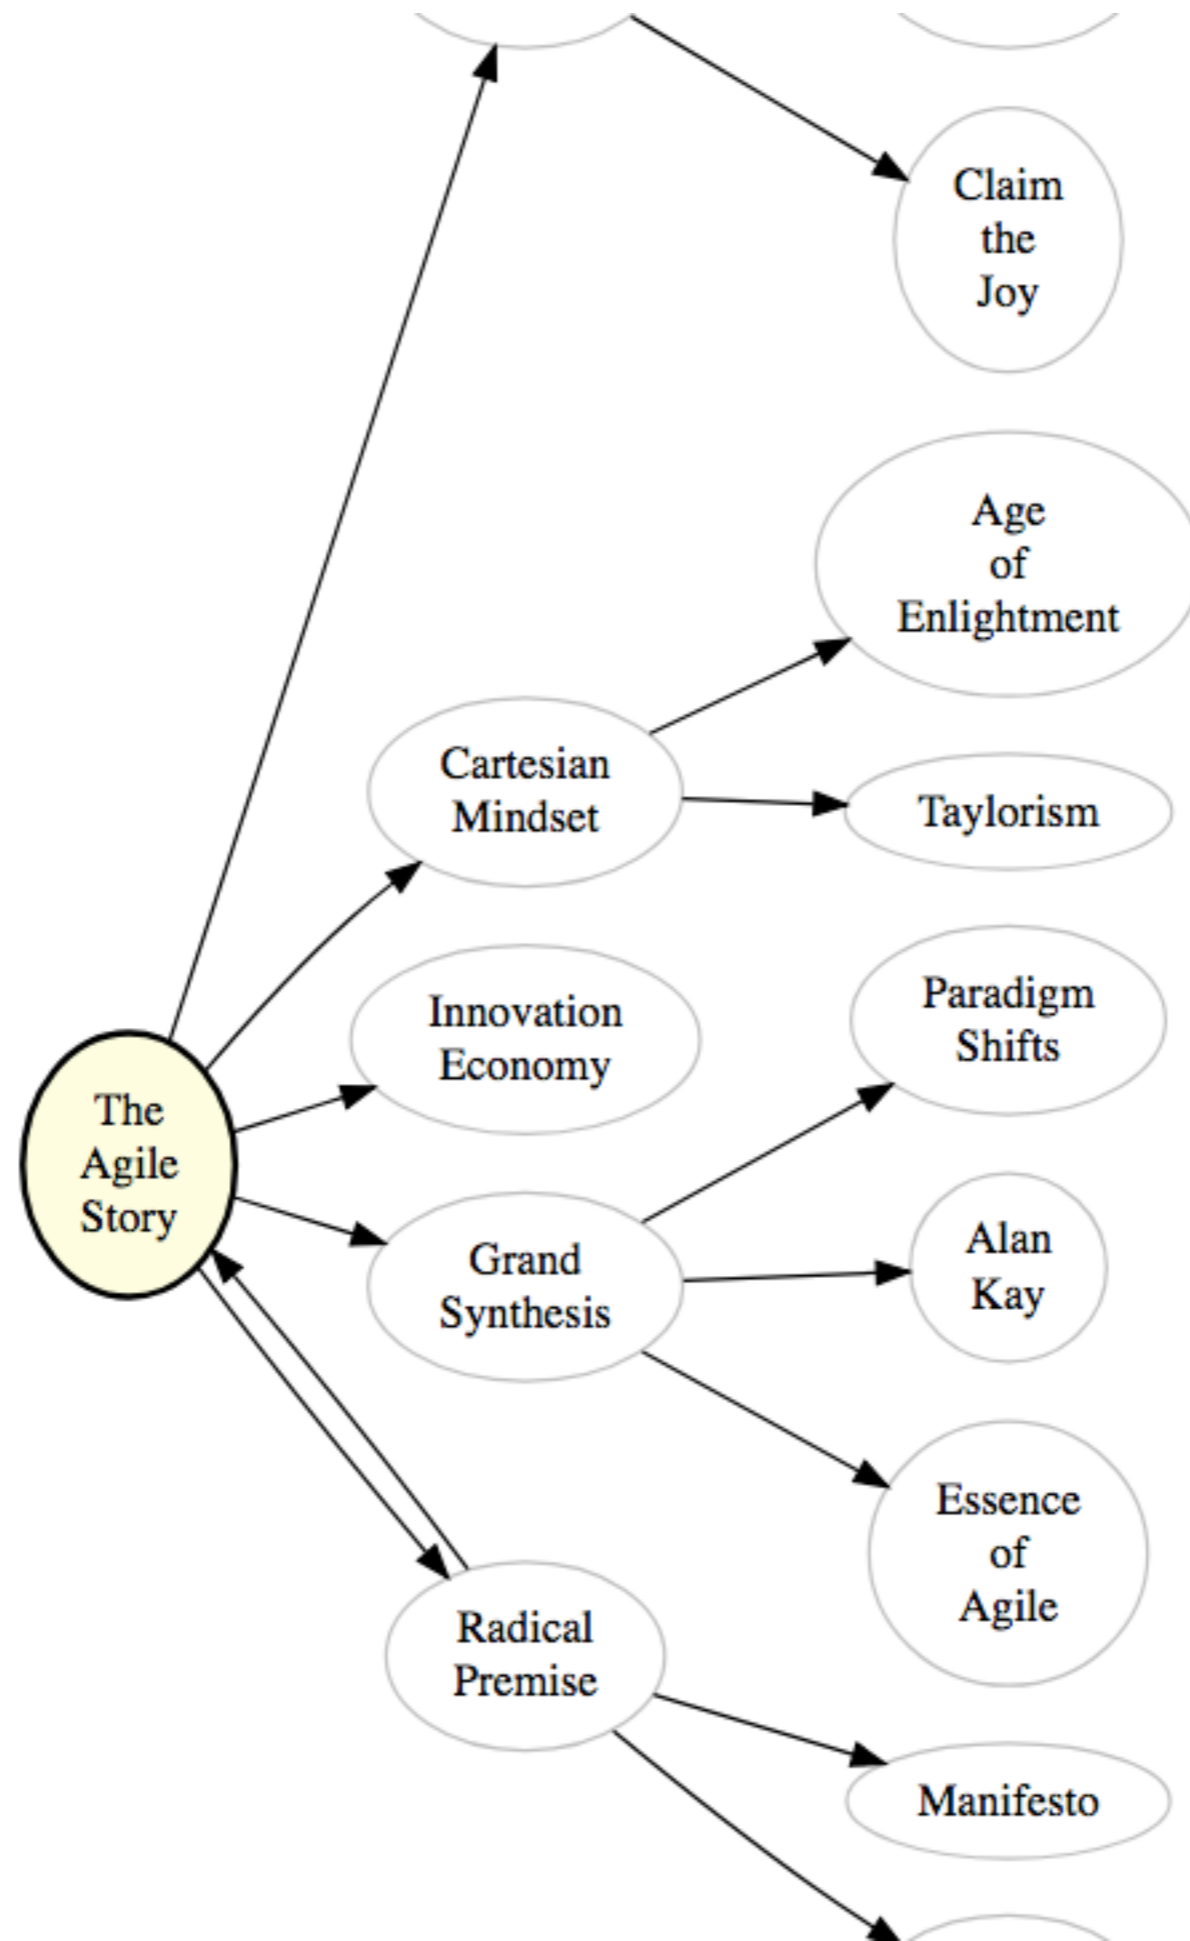 Claim
the
Joy
Age
of
Enlightment
Cartesian
Mindset
Taylorism
Innovation
Economy
Paradigm
Shifts
The
Agile
Story
Grand
Synthesis
Alan
Kay
Essence
of
Agile
Radical
Premise
Manifesto